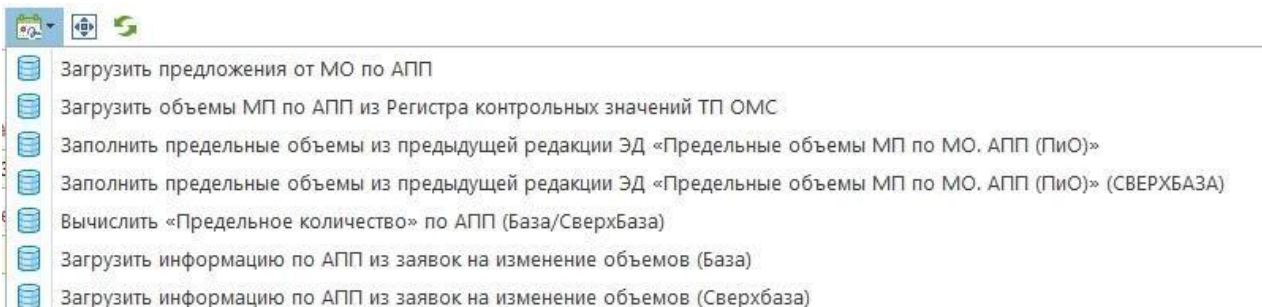 Загрузить предложения от МО по АПП
Загрузить объемы МП по АПП из Регистра контрольных значений ТП ОМС
Заполнить предельные объемы из предыдущей редакции ЭД «Предельные объемы МП по МО. АПП (ПиО)»
Заполнить предельные объемы из предыдущей редакции ЭД «Предельные объемы МП по МО. АПП (ПиО)» (СВЕРХБАЗА)
Вычислить «Предельное количество» по АПП (База/СверхБаза)
Загрузить информацию по АПП из заявок на изменение объемов (База)
Загрузить информацию по АПП из заявок на изменение объемов (Сверхбаза)